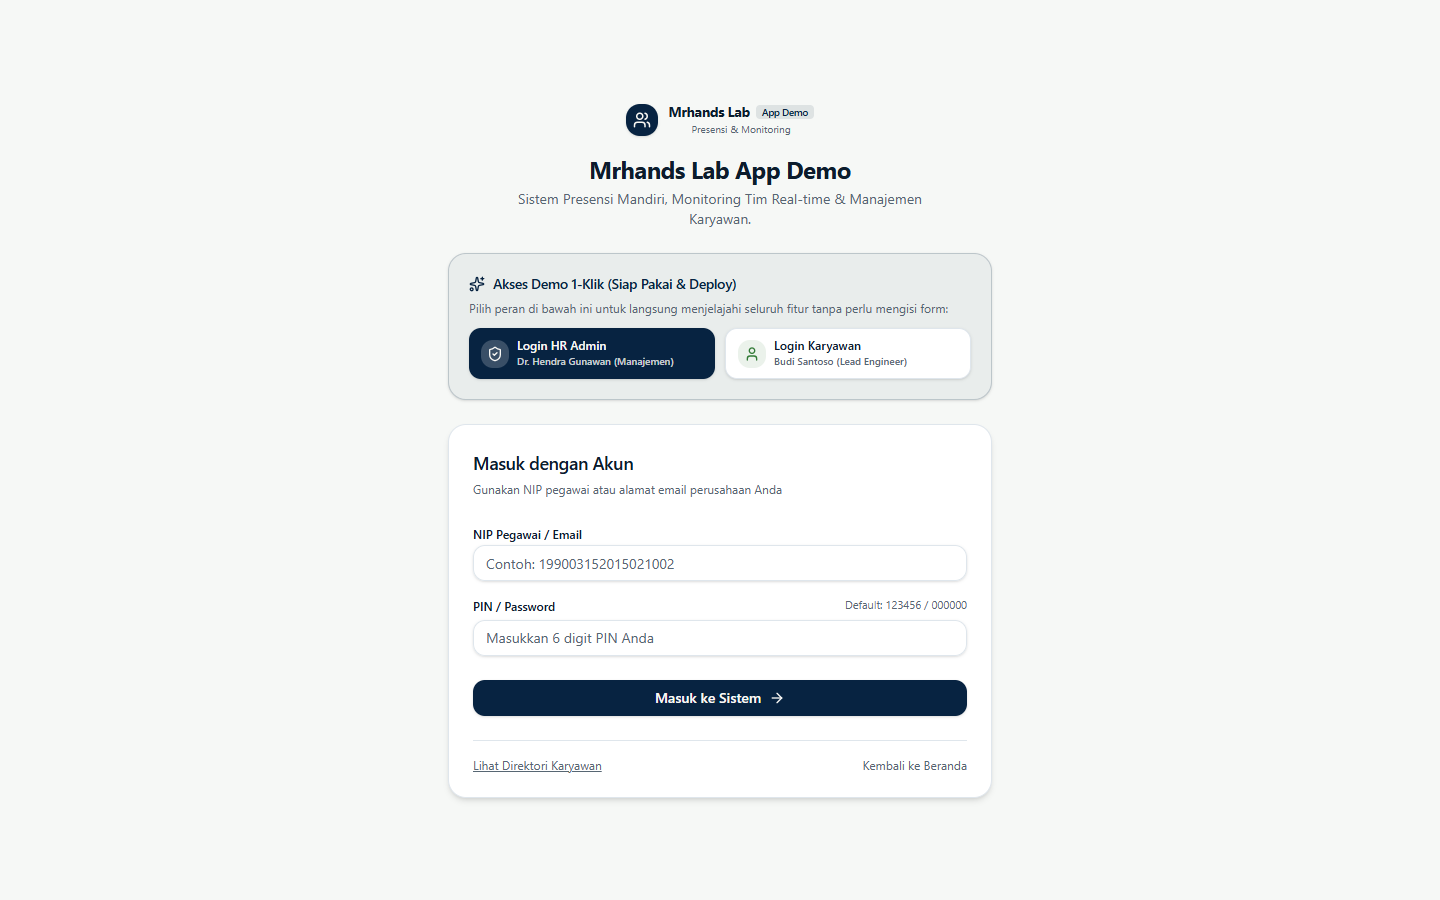 Mrhands Lab App Demo
Presensi & Monitoring
Mrhands Lab App Demo
Sistem Presensi Mandiri, Monitoring Tim Real-time & Manajemen
Karyawan.
Akses Demo 1-Klik (Siap Pakai & Deploy)
Pilih peran di bawah ini untuk langsung menjelajahi seluruh fitur tanpa perlu mengisi form:
Login HR Admin
Dr. Hendra Gunawan (Manajemen)
Login Karyawan
Budi Santoso (Lead Engineer)
Masuk dengan Akun
Gunakan NIP pegawai atau alamat email perusahaan Anda
NIP Pegawai / Email
Contoh: 199003152015021002
PIN / Password
Default: 123456 / 000000
Masukkan 6 digit PIN Anda
Masuk ke Sistem
Lihat Direktori Karyawan
Kembali ke Beranda